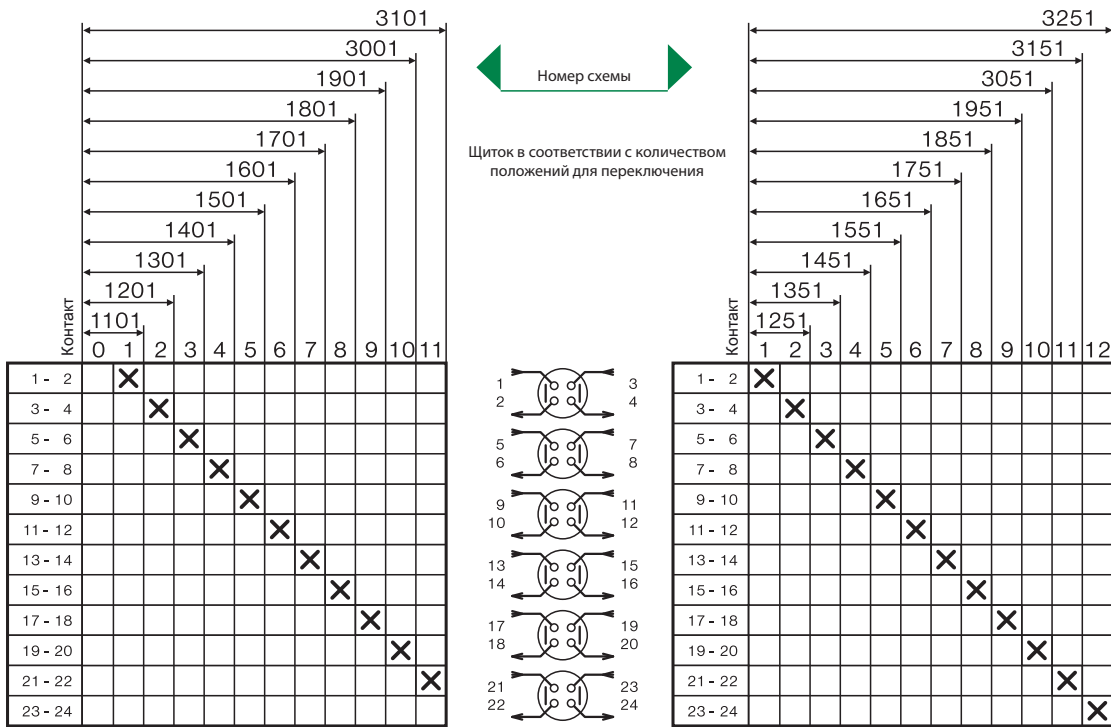 3101
3001
1901
1801
1701
1601
1501
1401
1301
1201
1101
Контакт
0 1 2 3 4 5 6 7 8 9 10 11
1 - 2
3 - 4
5 - 6
7 - 8
9 - 10
11 - 12
13 - 14
15 - 16
17 - 18
19 - 20
21 - 22
23 - 24
Номер схемы
Щиток в соответствии с количеством
положений для переключения
1 3
2 4
5 7
6 8
9 11
10 12
13 15
14 16
17 19
18 20
21 23
22 24
3251
3151
3051
1951
1851
1751
1651
1551
1451
1351
1251
Контакт
1 2 3 4 5 6 7 8 9 10 11 12
1 - 2
3 - 4
5 - 6
7 - 8
9 - 10
11 - 12
13 - 14
15 - 16
17 - 18
19 - 20
21 - 22
23 - 24